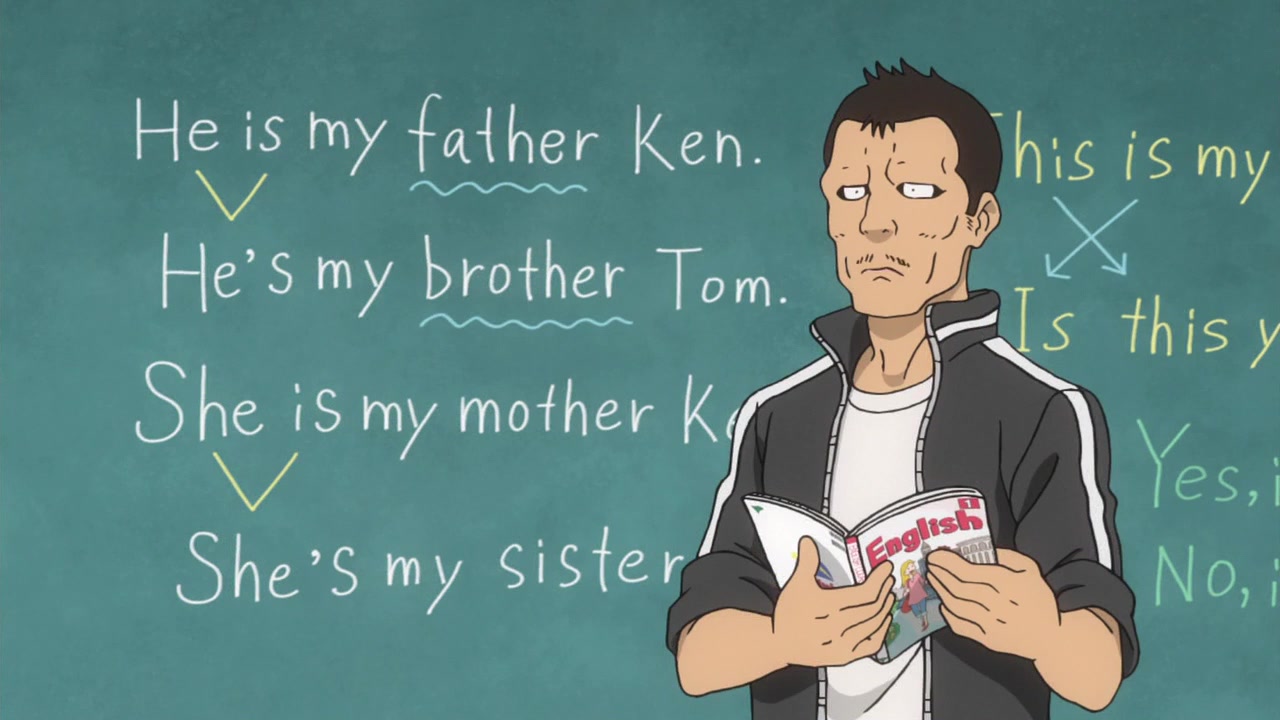 He is my father Ken.
He's my brother Tom.
She is my mother
She's my sister
This is my
Is this
Yes,
No,
English 1